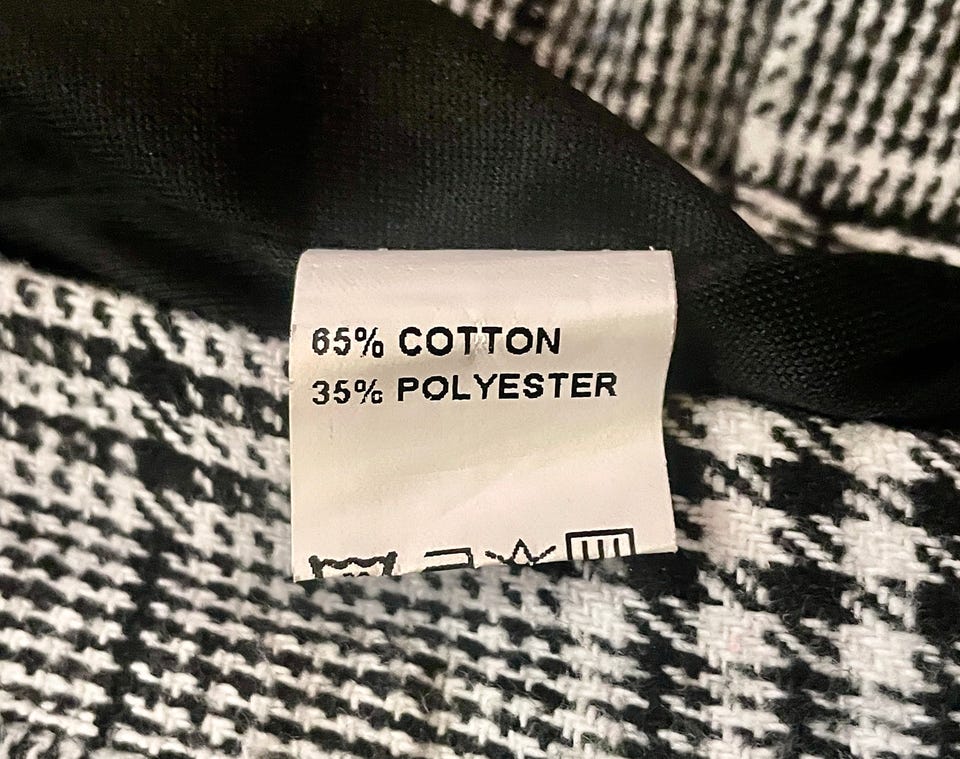 65% COTTON
35% POLYESTER